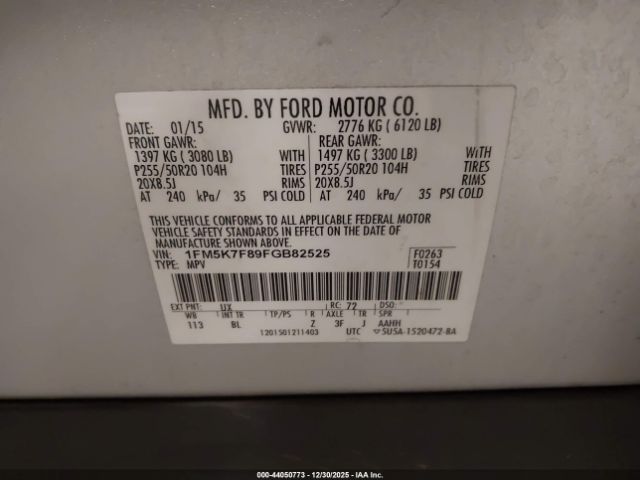 MFD. BY FORD MOTOR CO.
DATE: 01/15 GVWR: 2776 KG ( 6120 LB)
FRONT GAWR: REAR GAWR:
1397 KG ( 3080 LB) WITH 1497 KG ( 3300 LB) WITH
P255/50R20 104H TIRES P255/50R20 104H TIRES
20X8.5J RIMS 20X8.5J RIMS
AT 240 kPa/ 35 PSI COLD AT 240 kPa/ 35 PSI COLD
THIS VEHICLE CONFORMS TO ALL APPLICABLE FEDERAL MOTOR
VEHICLE SAFETY STANDARDS IN EFFECT ON THE DATE OF
MANUFACTURE SHOWN ABOVE.
VIN: 1FM5K7F89FGB82525 F0263
TYPE: MPV T0154
EXT PNT: UX RC: 72 DSO:
WB INT TR TP/PS R AXLE TR SPR
113 BL Z 3F J AAHH
1201501211403 UTC 5U5A-1520472-BA
000-44050773 - 12/30/2025 - Copyright © 2025
IAA, Inc.